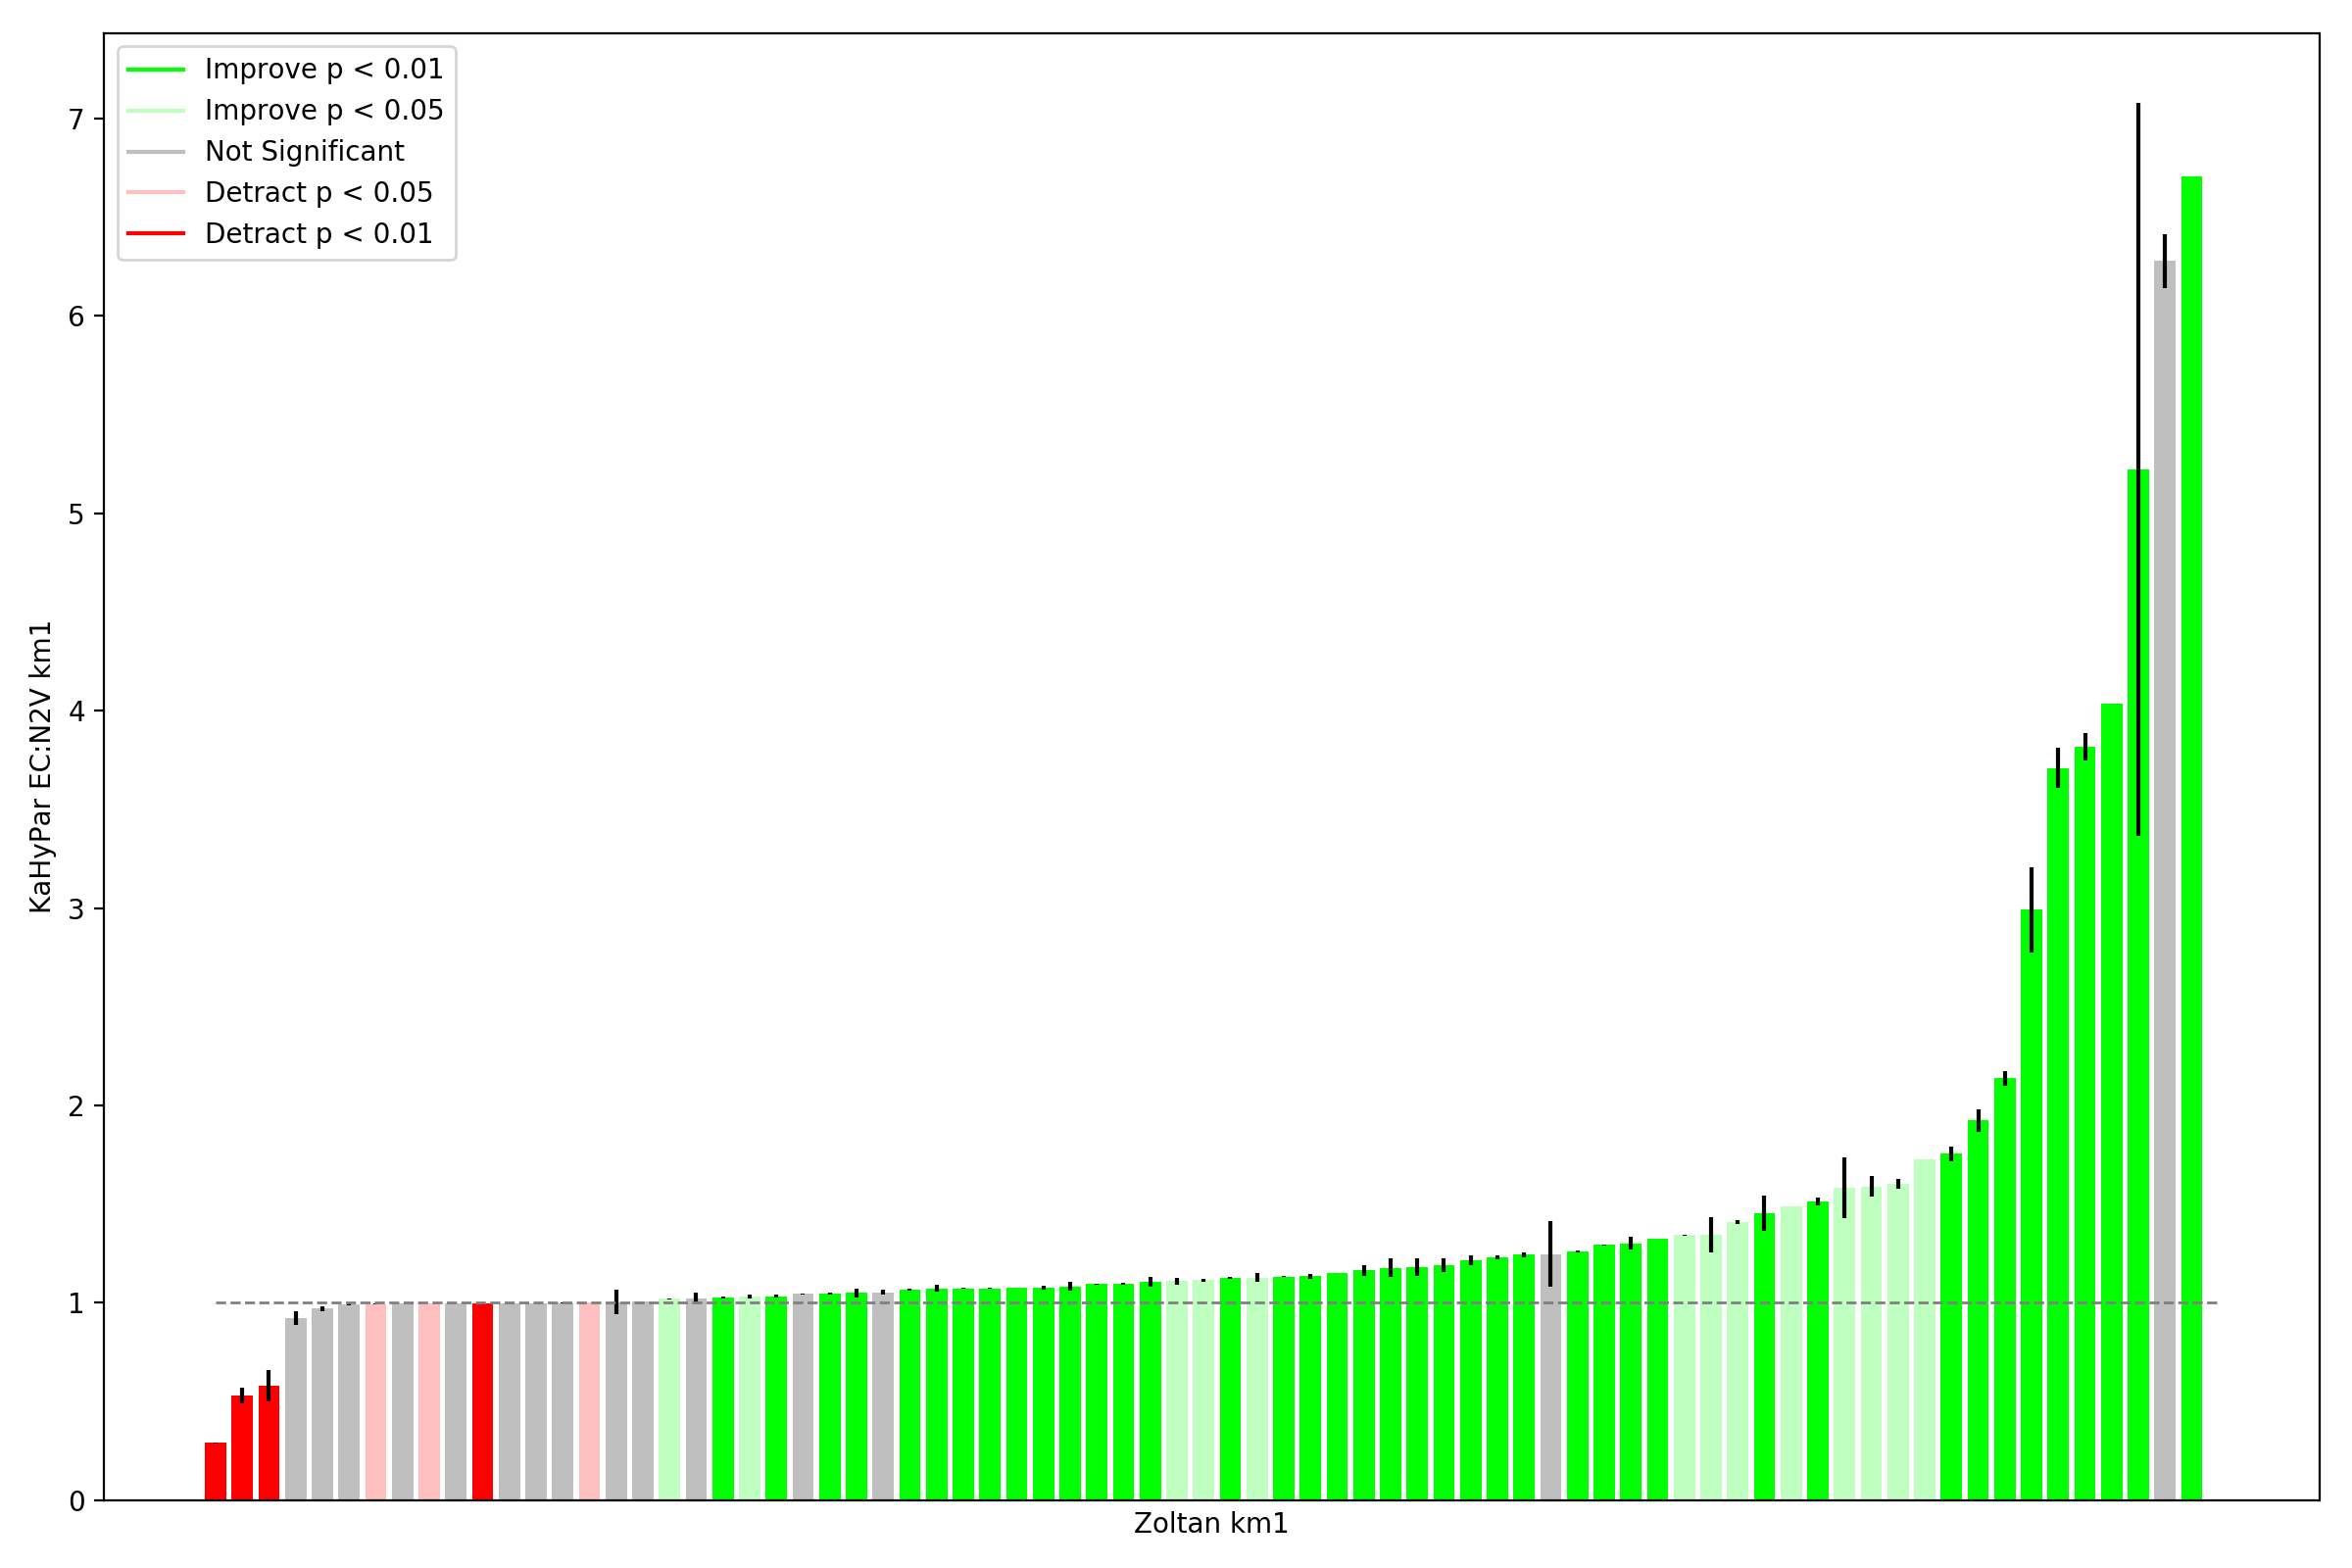 Improve p < 0.01
Improve p < 0.05
Not Significant
Detract p < 0.05
Detract p < 0.01
7
6
5
4
3
2
1
0
KaHyPar EC:N2V km1
Zoltan km1